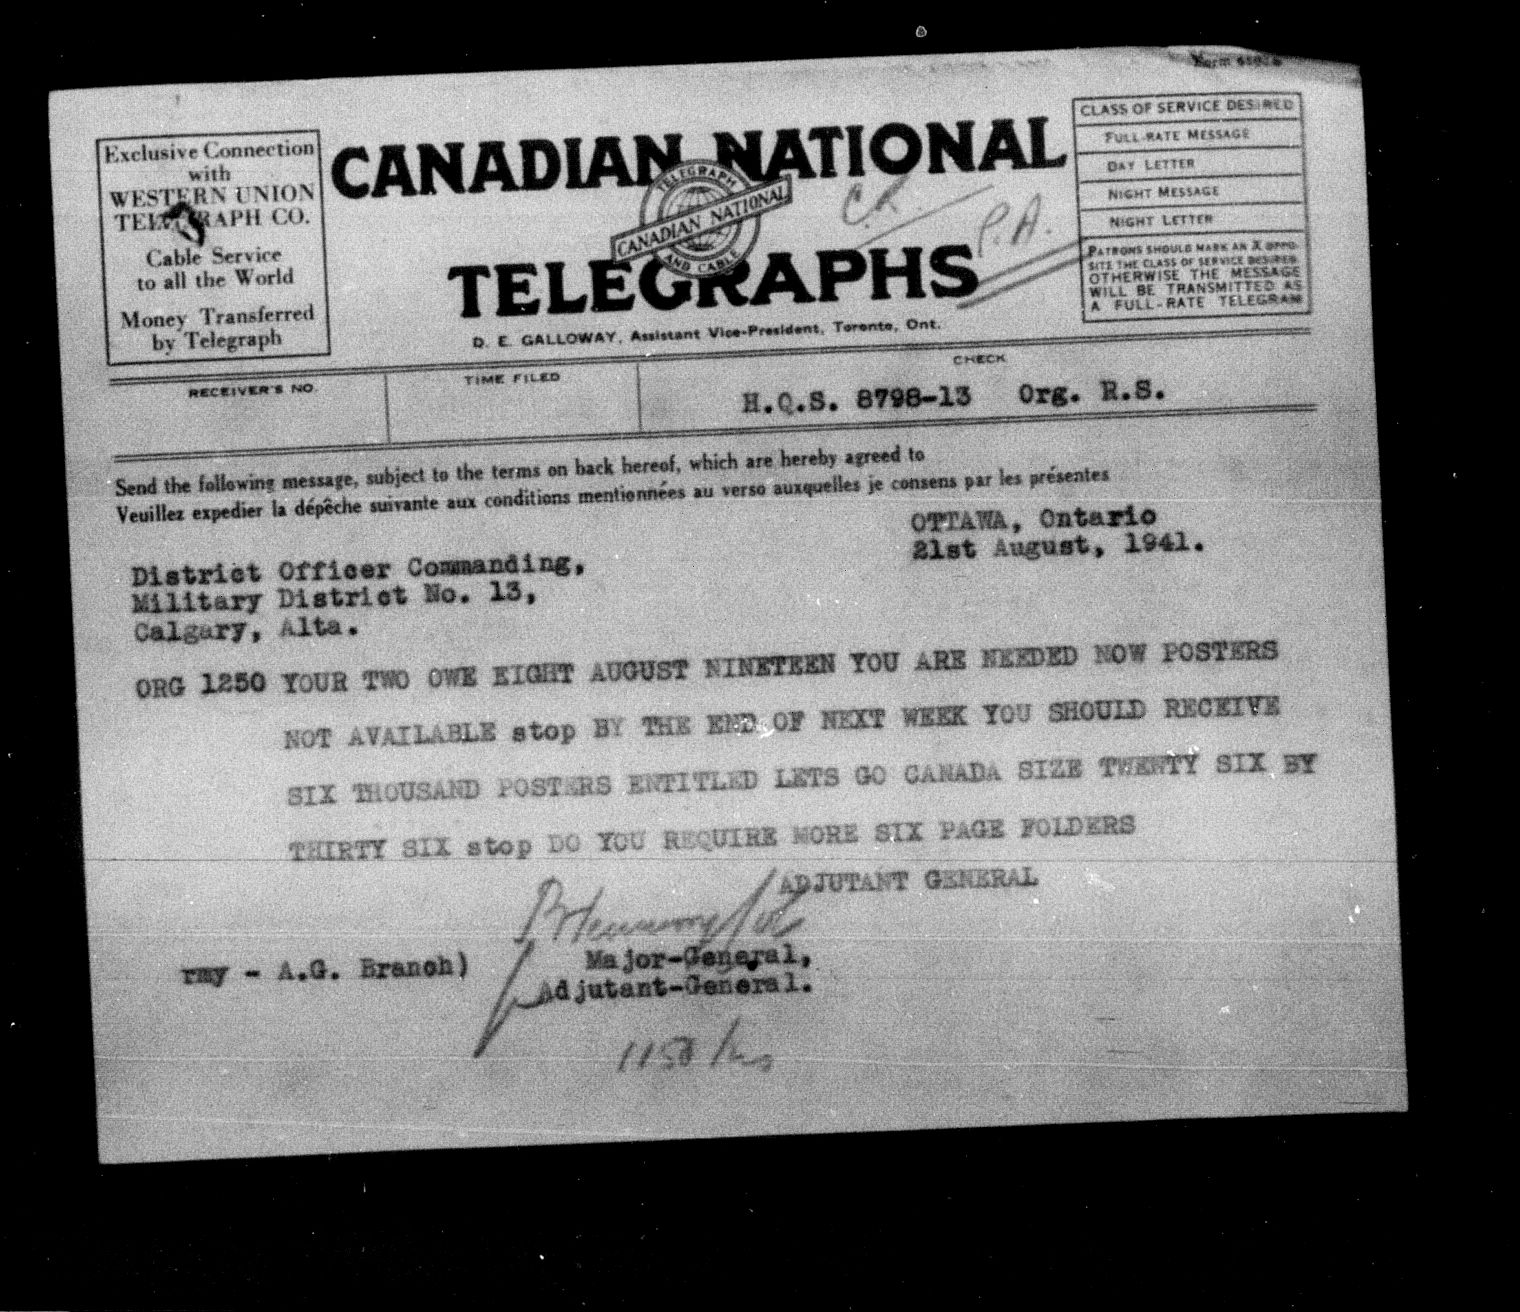 Exclusive Connection
with
WESTERN UNION
TELEGRAPH CO.
Cable Service
to all the World
Money Transferred
by Telegraph
CANADIAN NATIONAL
TELEGRAPH
CANADIAN NATIONAL
AND CABLE
TELEGRAPHS
D. E. GALLOWAY, Assistant Vice-President, Toronto, Ont.
C.R.
P.A.
Form
CLASS OF SERVICE DESIRED
FULL-RATE MESSAGE
DAY LETTER
NIGHT MESSAGE
NIGHT LETTER
PATRONS SHOULD MARK AN X OPPO-
SITE THE CLASS OF SERVICE DESIRED
OTHERWISE THE MESSAGE
WILL BE TRANSMITTED AS
A FULL-RATE TELEGRAM
RECEIVER'S NO.
TIME FILED
CHECK
H.Q.S. 8798-13 Org. R.S.
Send the following message, subject to the terms on back hereof, which are hereby agreed to
Veuillez expedier la dépêche suivante aux conditions mentionnées au verso auxquelles je consens par les présentes
OTTAWA, Ontario
21st August, 1941.
District Officer Commanding,
Military District No. 13,
Calgary, Alta.
ORG 1250 YOUR TWO OWE EIGHT AUGUST NINETEEN YOU ARE NEEDED NOW POSTERS
NOT AVAILABLE stop BY THE END OF NEXT WEEK YOU SHOULD RECEIVE
SIX THOUSAND POSTERS ENTITLED LETS GO CANADA SIZE TWENTY SIX BY
THIRTY SIX stop DO YOU REQUIRE MORE SIX PAGE FOLDERS
ADJUTANT GENERAL
Major-General,
rmy - A.G. Branch)
Adjutant-General.
1150 hrs